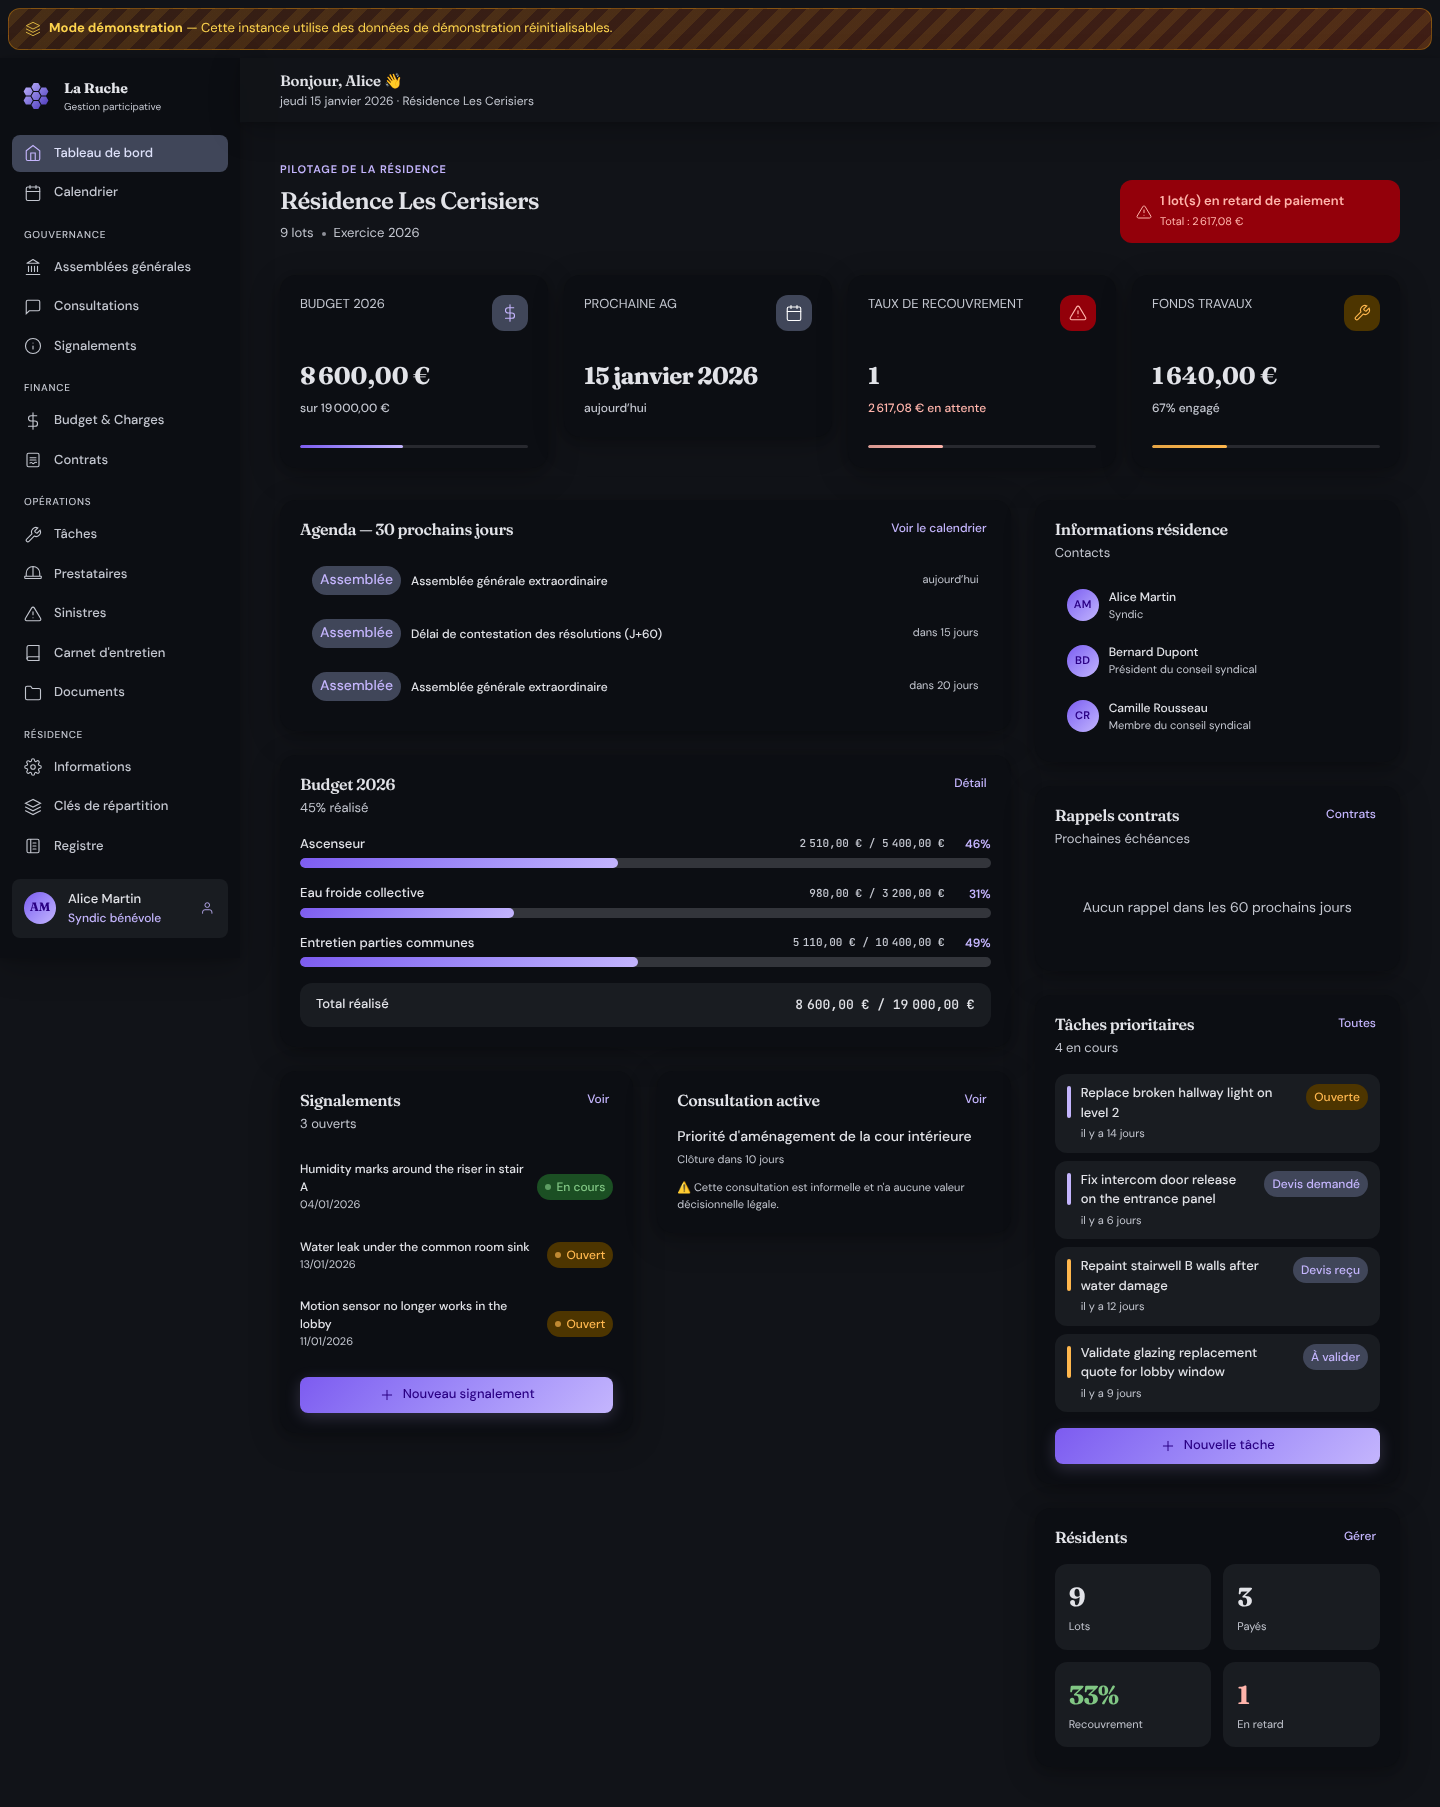 Mode démonstration — Cette instance utilise des données de démonstration réinitialisables.
La Ruche
Gestion participative
Tableau de bord
Calendrier
GOUVERNANCE
Assemblées générales
Consultations
Signalements
FINANCE
Budget & Charges
Contrats
OPÉRATIONS
Tâches
Prestataires
Sinistres
Carnet d'entretien
Documents
RÉSIDENCE
Informations
Clés de répartition
Registre
AM
Alice Martin
Syndic bénévole
Bonjour, Alice 👋
jeudi 15 janvier 2026 · Résidence Les Cerisiers
PILOTAGE DE LA RÉSIDENCE
Résidence Les Cerisiers
9 lots • Exercice 2026
1 lot(s) en retard de paiement
Total : 2 617,08 €
BUDGET 2026
8 600,00 €
sur 19 000,00 €
PROCHAINE AG
15 janvier 2026
aujourd’hui
TAUX DE RECOUVREMENT
1
2 617,08 € en attente
FONDS TRAVAUX
1 640,00 €
67% engagé
Agenda — 30 prochains jours
Voir le calendrier
Assemblée Assemblée générale extraordinaire aujourd’hui
Assemblée Délai de contestation des résolutions (J+60) dans 15 jours
Assemblée Assemblée générale extraordinaire dans 20 jours
Budget 2026
Détail
45% réalisé
Ascenseur 2 510,00 € / 5 400,00 € 46%
Eau froide collective 980,00 € / 3 200,00 € 31%
Entretien parties communes 5 110,00 € / 10 400,00 € 49%
Total réalisé 8 600,00 € / 19 000,00 €
Signalements
Voir
3 ouverts
Humidity marks around the riser in stair
A
04/01/2026
En cours
Water leak under the common room sink
13/01/2026
Ouvert
Motion sensor no longer works in the
lobby
11/01/2026
Ouvert
Nouveau signalement
Consultation active
Voir
Priorité d'aménagement de la cour intérieure
Clôture dans 10 jours
⚠️ Cette consultation est informelle et n'a aucune valeur
décisionnelle légale.
Informations résidence
Contacts
AM
Alice Martin
Syndic
BD
Bernard Dupont
Président du conseil syndical
CR
Camille Rousseau
Membre du conseil syndical
Rappels contrats
Contrats
Prochaines échéances
Aucun rappel dans les 60 prochains jours
Tâches prioritaires
Toutes
4 en cours
Replace broken hallway light on
level 2
il y a 14 jours
Ouverte
Fix intercom door release
on the entrance panel
il y a 6 jours
Devis demandé
Repaint stairwell B walls after
water damage
il y a 12 jours
Devis reçu
Validate glazing replacement
quote for lobby window
il y a 9 jours
À valider
Nouvelle tâche
Résidents
Gérer
9
Lots
3
Payés
33%
Recouvrement
1
En retard